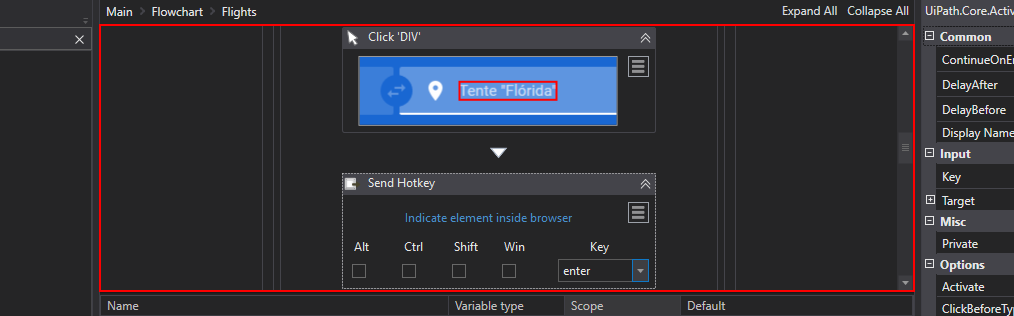 Main > Flowchart > Flights
Expand All
Collapse All
UiPath.Core.Activ
Click 'DIV'
Tente "Flórida"
Send Hotkey
Indicate element inside browser
Alt
Ctrl
Shift
Win
Key
enter
Name
Variable type
Scope
Default
Common
ContinueOnEr
DelayAfter
DelayBefore
Display Name
Input
Key
Target
Misc
Private
Options
Activate
ClickBeforeTy